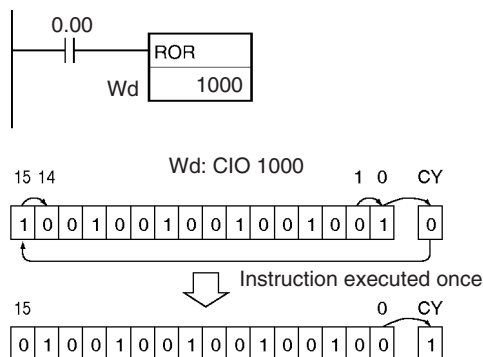 0.00
ROR
Wd 1000
Wd: CIO 1000
15 14 1 0 CY
1 0 0 1 0 0 1 0 0 1 0 0 1 0 0 1 0
Instruction executed once
15 0 CY
0 1 0 0 1 0 0 1 0 0 1 0 0 1 0 0 1